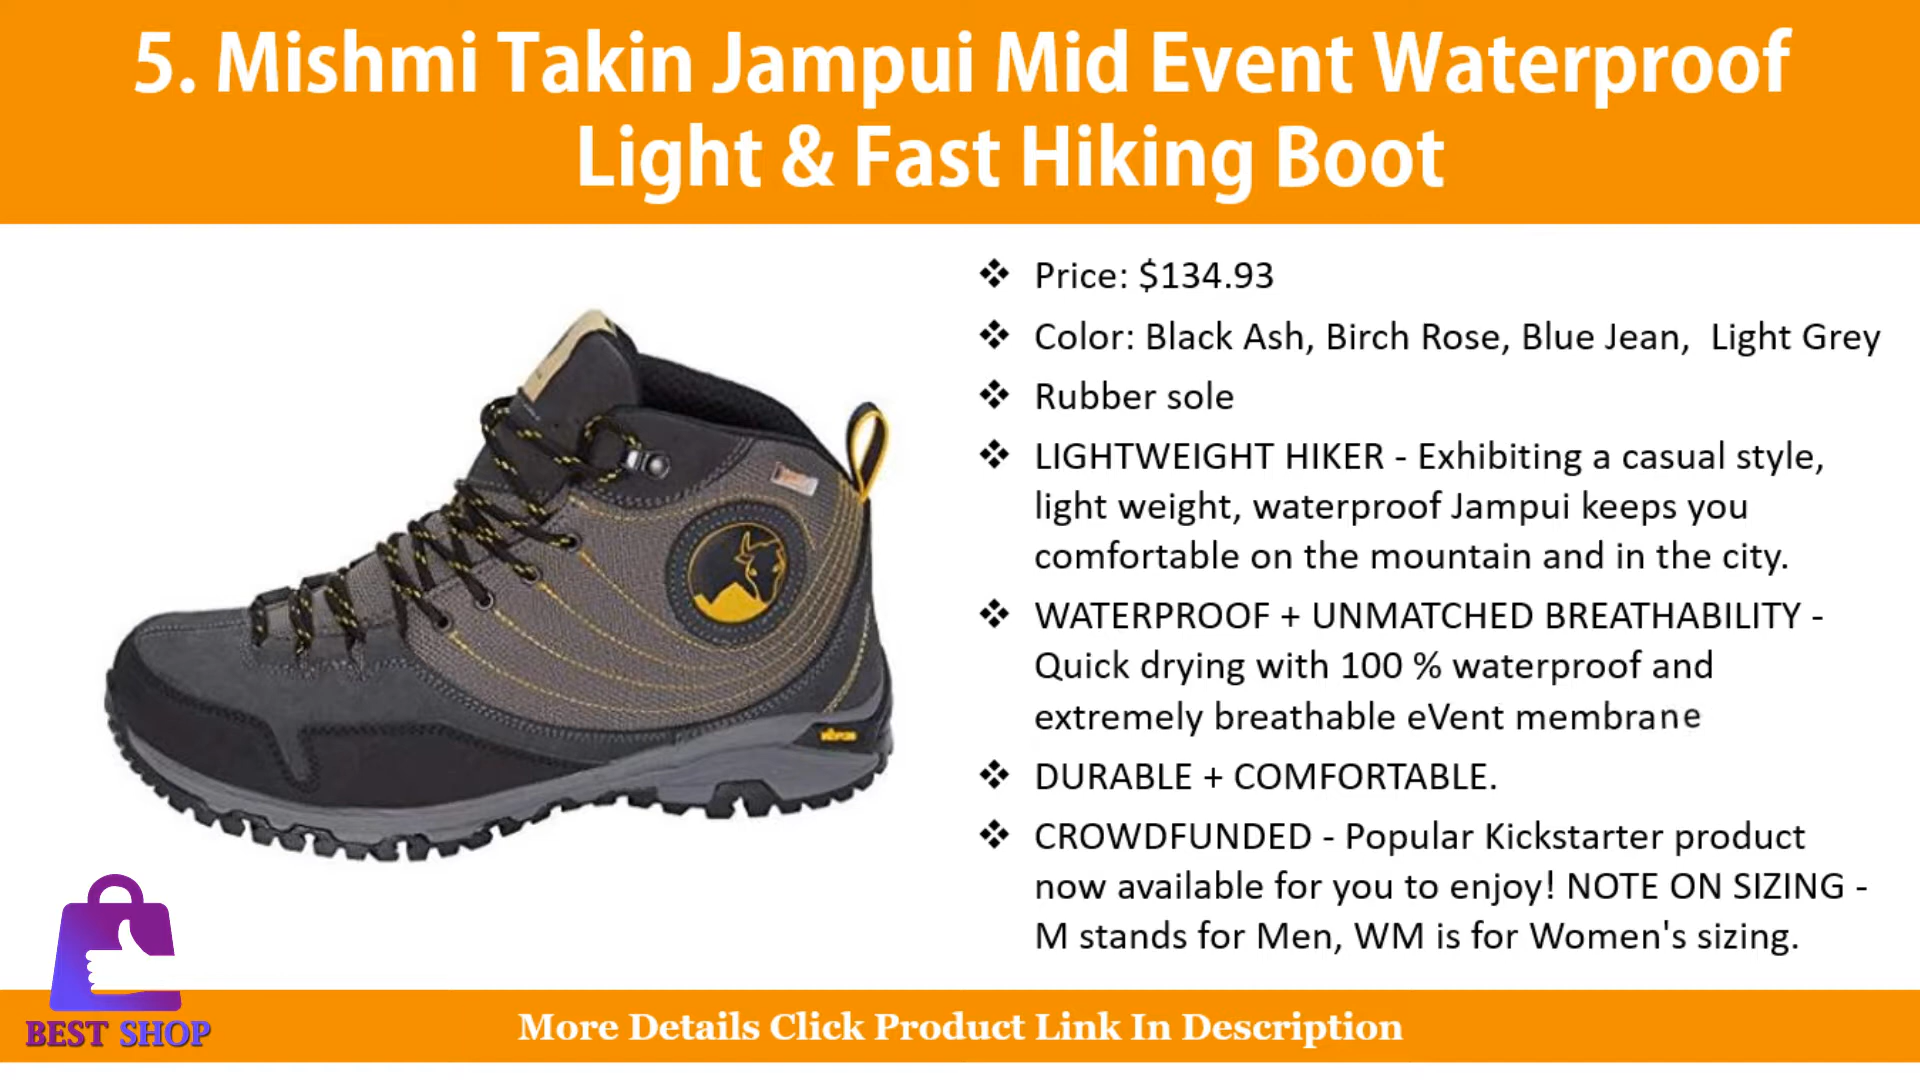 5. Mishmi Takin Jampui Mid Event Waterproof
Light & Fast Hiking Boot
❖ Price: $134.93
❖ Color: Black Ash, Birch Rose, Blue Jean,  Light Grey
❖ Rubber sole
❖ LIGHTWEIGHT HIKER - Exhibiting a casual style,
light weight, waterproof Jampui keeps you
comfortable on the mountain and in the city.
❖ WATERPROOF + UNMATCHED BREATHABILITY -
Quick drying with 100 % waterproof and
extremely breathable eVent membrane
❖ DURABLE + COMFORTABLE.
❖ CROWDFUNDED - Popular Kickstarter product
now available for you to enjoy! NOTE ON SIZING -
M stands for Men, WM is for Women's sizing.
BEST SHOP
More Details Click Product Link In Description